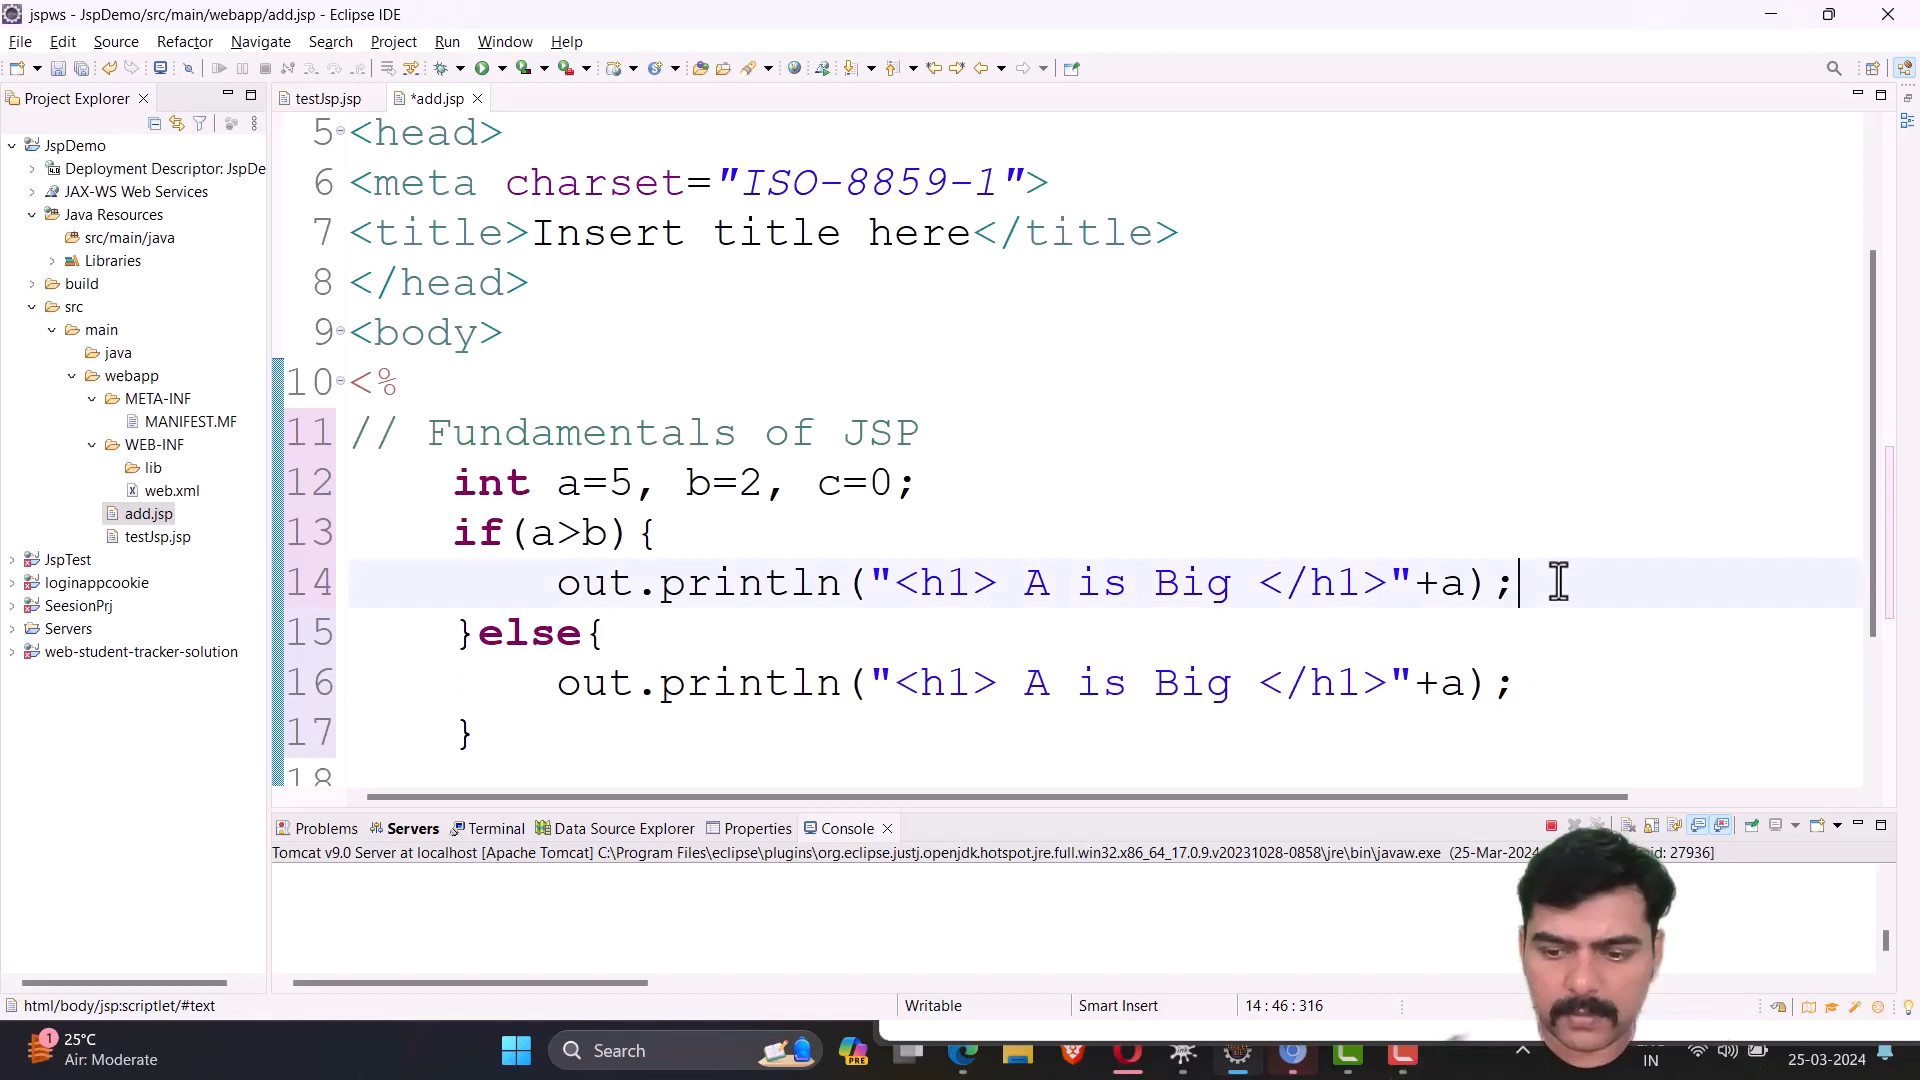 jspws - JspDemo/src/main/webapp/add.jsp - Eclipse IDE
File Edit Source Refactor Navigate Search Project Run Window Help
Project Explorer
testJsp.jsp *add.jsp
JspDemo
Deployment Descriptor: JspDe
JAX-WS Web Services
Java Resources
src/main/java
Libraries
build
src
main
java
webapp
META-INF
MANIFEST.MF
WEB-INF
lib
web.xml
add.jsp
testJsp.jsp
JspTest
loginappcookie
SeesionPrj
Servers
web-student-tracker-solution
5 <head>
6 <meta charset="ISO-8859-1">
7 <title>Insert title here</title>
8 </head>
9 <body>
10 <%
11 // Fundamentals of JSP
12 int a=5, b=2, c=0;
13 if(a>b){
14 out.println("<h1> A is Big </h1>"+a);
15 }else{
16 out.println("<h1> A is Big </h1>"+a);
17 }
18
Problems Servers Terminal Data Source Explorer Properties Console
Tomcat v9.0 Server at localhost [Apache Tomcat] C:\Program Files\eclipse\plugins\org.eclipse.justj.openjdk.hotspot.jre.full.win32.x86_64_17.0.9.v20231028-0858\jre\bin\javaw.exe (25-Mar-2024 id: 27936]
html/body/jsp:scriptlet/#text Writable Smart Insert 14 : 46 : 316
1 25°C
Air: Moderate
Search
PRE
IN
25-03-2024